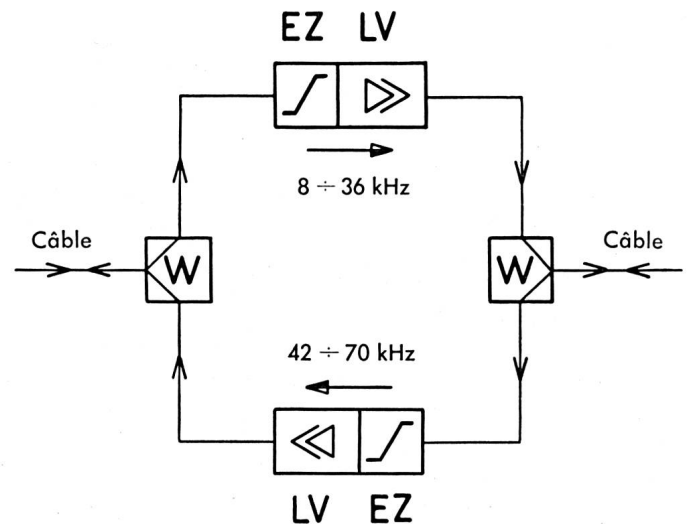 EZ LV
8 ÷ 36 kHz
Câble
W
W
Câble
42 ÷ 70 kHz
LV EZ